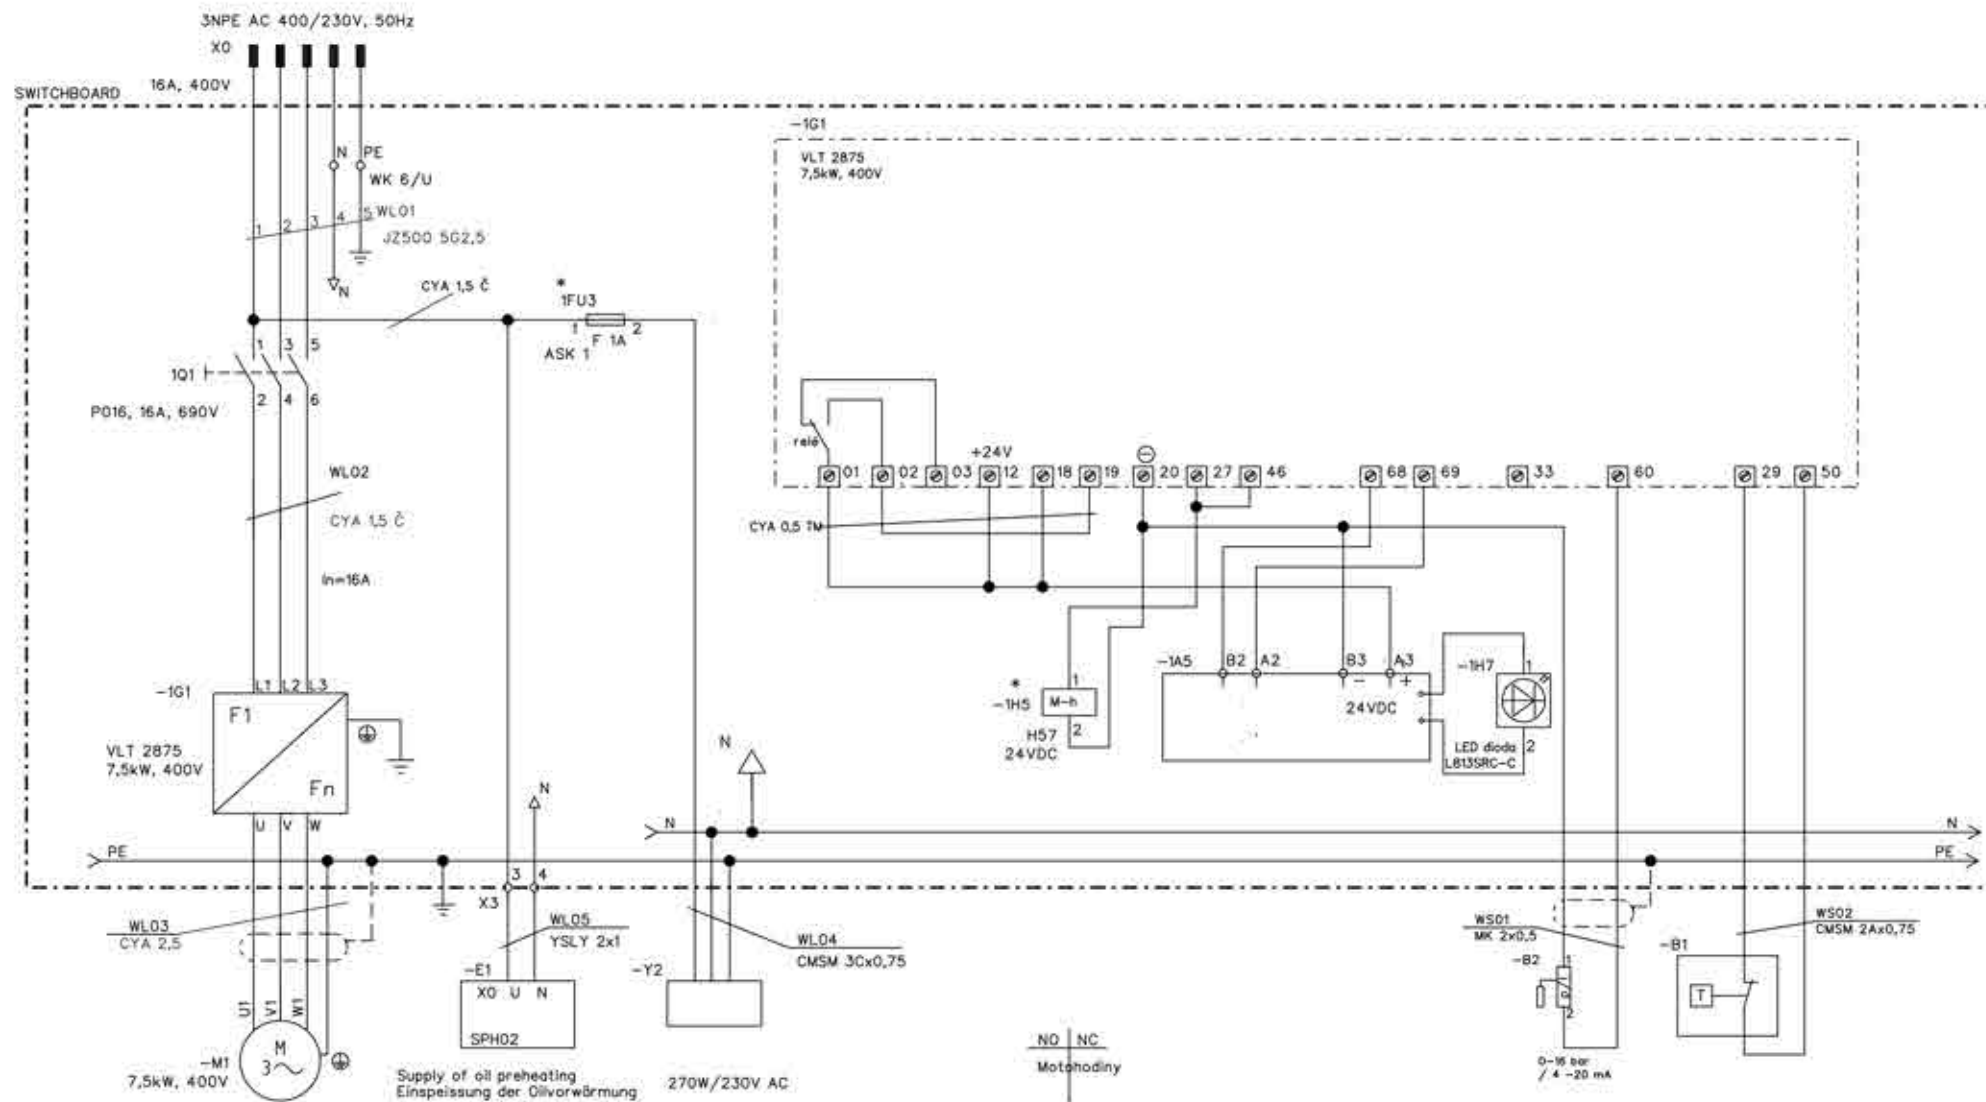 3NPE AC 400/230V, 50Hz
X0
16A, 400V
SWITCHBOARD
-1G1
VLT 2875
7,5kW, 400V
N PE
WK 6/U
1 2 3 4 5 WL01
JZ500 5G2,5
N
CYA 1,5 Č
*
1FU3
1 2
F 1A
ASK 1
1 3 5
1Q1
2 4 6
P016, 16A, 690V
WL02
CYA 1,5 Č
In=16A
relé
+24V
01 02 03 12 18 19 20 27 46 68 69 33 60 29 50
CYA 0,5 TM
-1G1
L1 L2 L3
F1
Fn
VLT 2875
7,5kW, 400V
U V W
-1A5 B2 A2 B3 A3
- +
24VDC
-1H7
1
2
LED dioda
L813SRC-C
*
-1H5
1
M-h
2
H57
24VDC
N
N
N N
PE PE
3 4
X3
WL03
CYA 2,5
WL05
YSLY 2x1
WL04
CMSM 3Cx0,75
WS01
MK 2x0,5
WS02
CMSM 2Ax0,75
-E1
X0 U N
SPH02
-Y2
-B2
1
2
-B1
T
U1 V1 W1
M
3~
-M1
7,5kW, 400V
Supply of oil preheating
Einspeissung der Oilvorwärmung
270W/230V AC
NO NC
Motohodiny
0-16 bar
/ 4 -20 mA